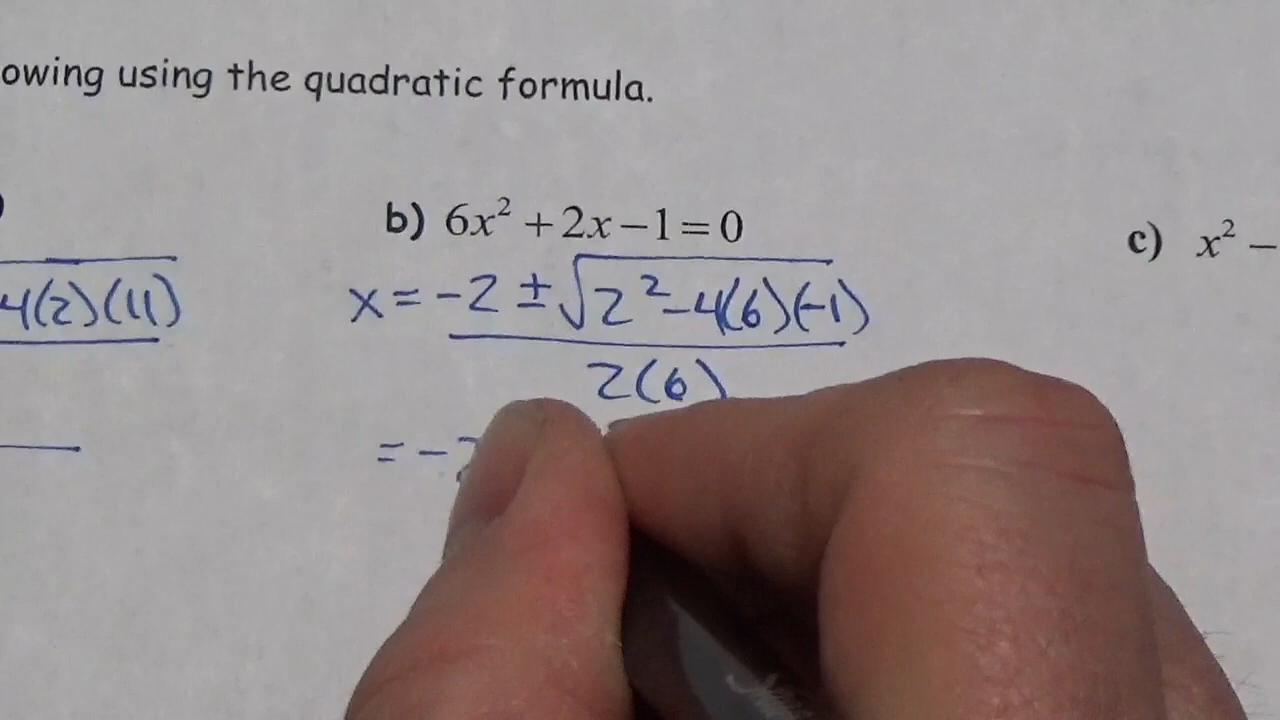 owing using the quadratic formula.
b) 6x² + 2x − 1 = 0
c) x² −
4(2)(11)
x = -2 ± √2² - 4(6)(-1)
2(6)
= -2